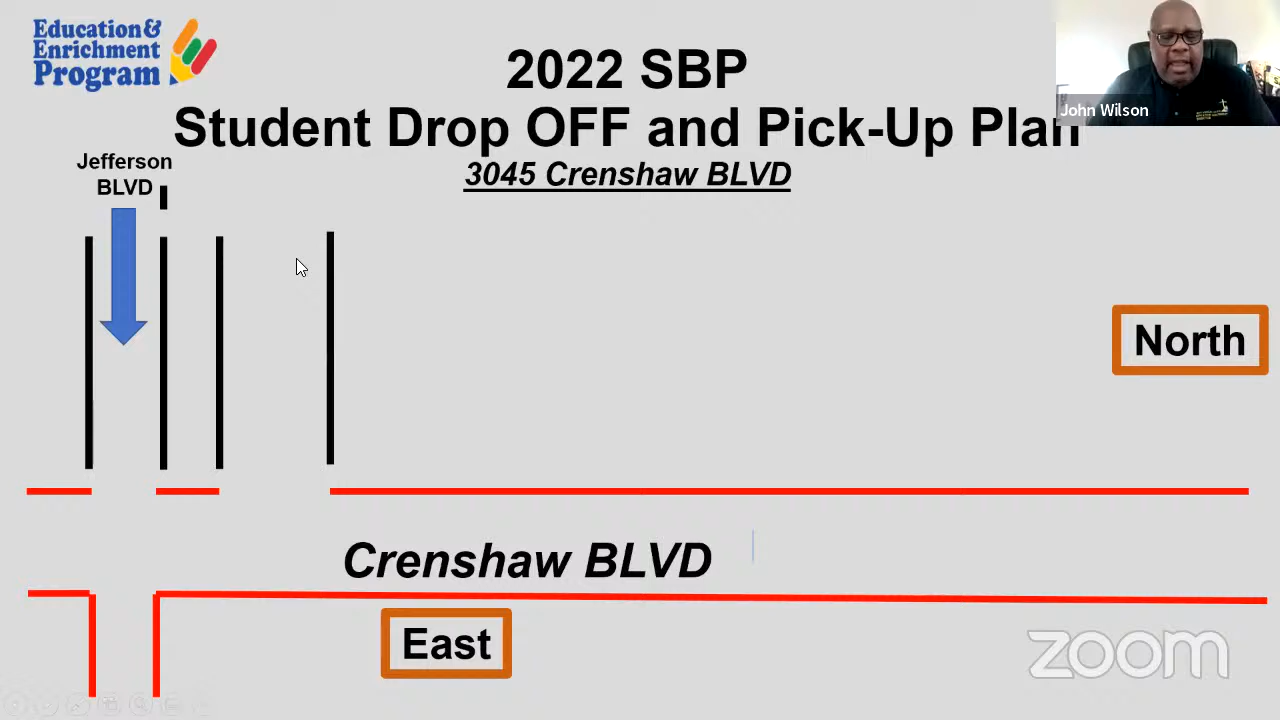 Education&
Enrichment
Program
2022 SBP
Student Drop OFF and Pick-Up Plan
3045 Crenshaw BLVD
John Wilson
Jefferson
BLVD
North
Crenshaw BLVD
East
zoom